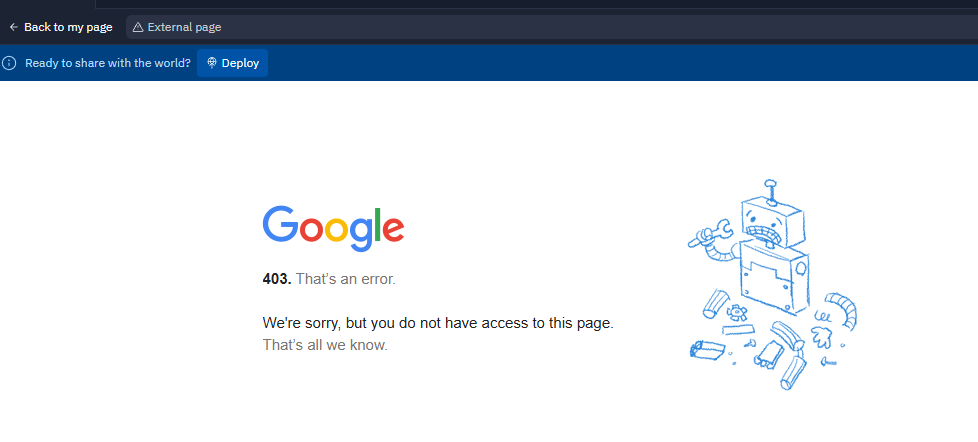 Back to my page External page
Ready to share with the world? Deploy
Google
403. That's an error.
We're sorry, but you do not have access to this page.
That's all we know.